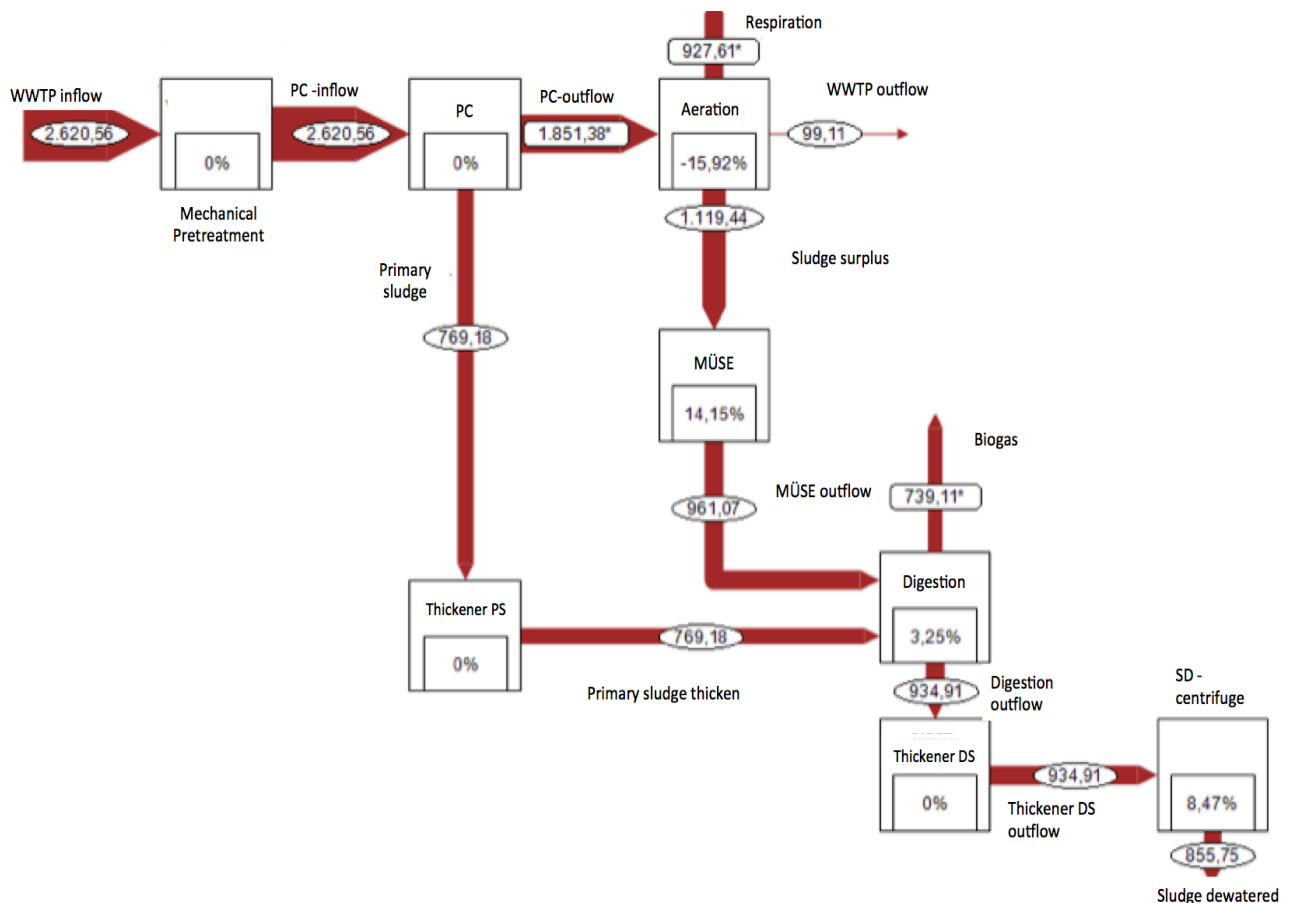 Respiration
927,61*
WWTP inflow
PC -inflow
PC-outflow
WWTP outflow
2.620,56
2.620,56
PC
1.851,38*
Aeration
99,11
0%
0%
-15,92%
Mechanical
Pretreatment
1.119,44
Sludge surplus
Primary
sludge
769,18
MÜSE
14,15%
Biogas
MÜSE outflow
739,11*
961,07
Digestion
3,25%
Thickener PS
0%
769,18
Primary sludge thicken
934,91
Digestion
outflow
SD -
centrifuge
Thickener DS
0%
934,91
Thickener DS
outflow
8,47%
855,75
Sludge dewatered